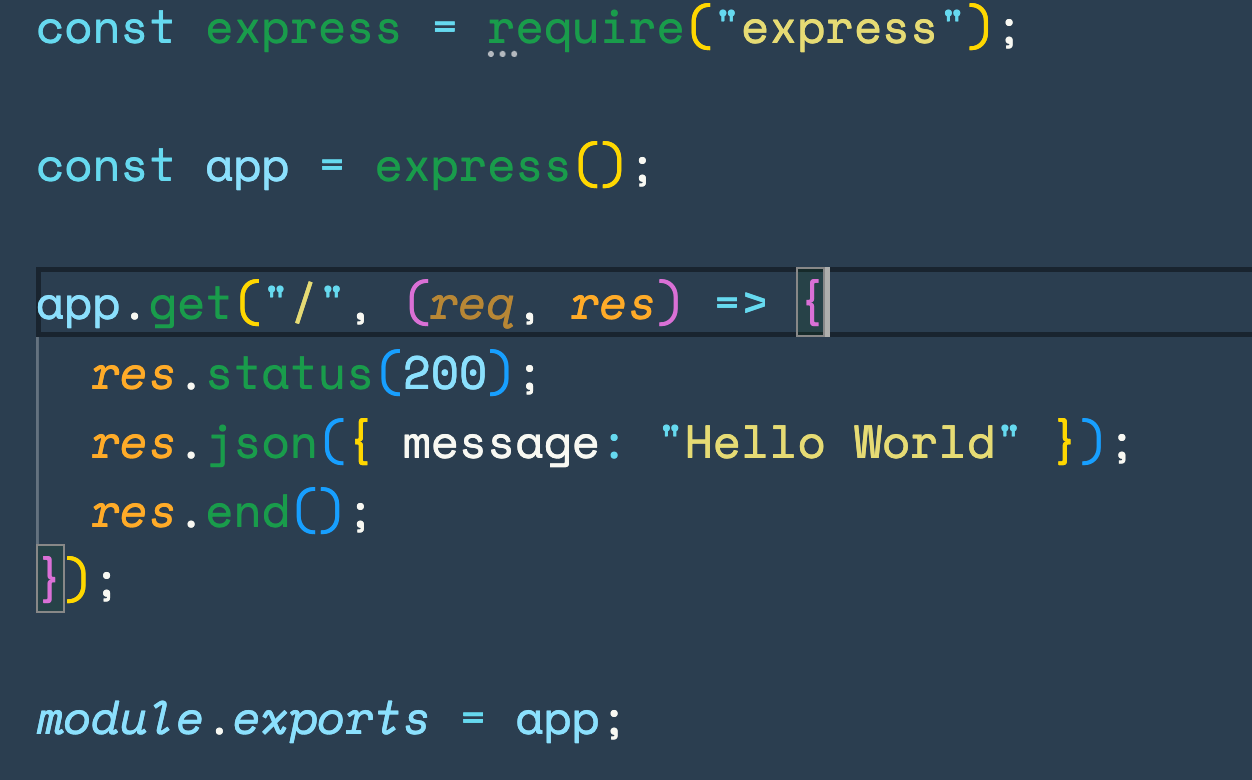 const express = require("express");
const app = express();
app.get("/", (req, res) => {
  res.status(200);
  res.json({ message: "Hello World" });
  res.end();
});
module.exports = app;